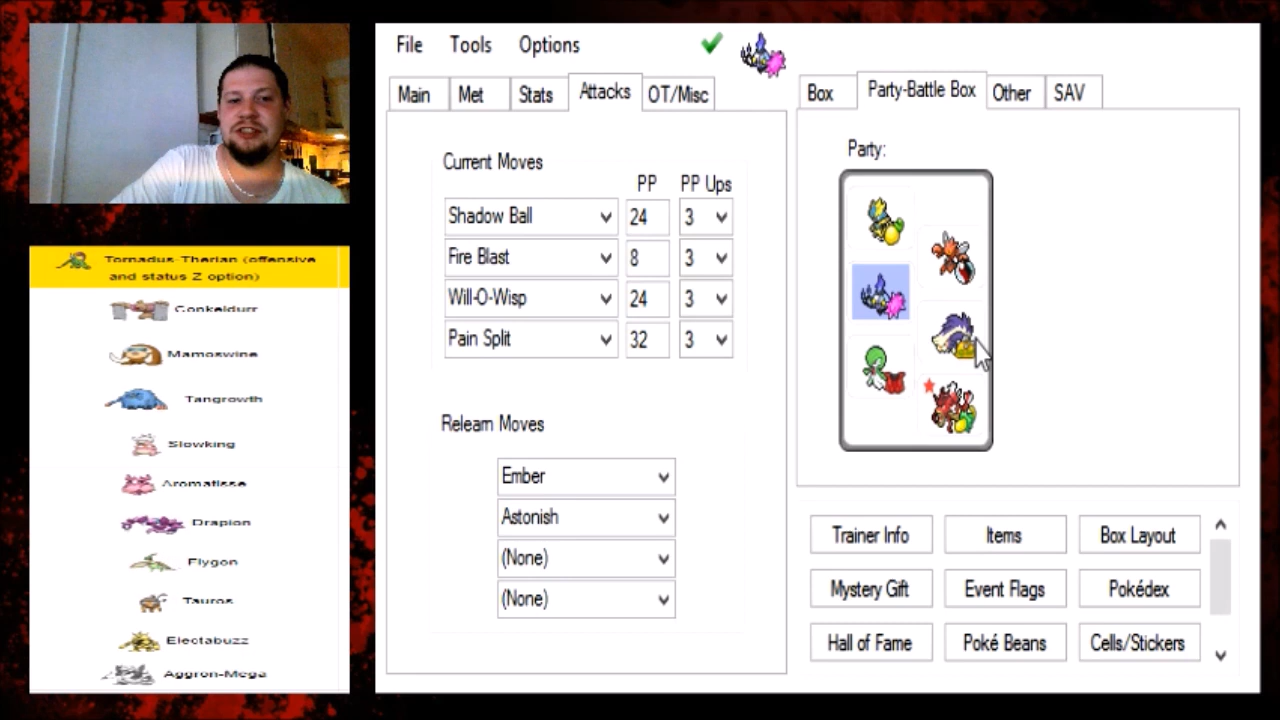 File Tools Options
Main Met Stats Attacks OT/Misc
Current Moves
PP PP Ups
Shadow Ball 24 3
Fire Blast 8 3
Will-O-Wisp 24 3
Pain Split 32 3
Relearn Moves
Ember
Astonish
(None)
(None)
Box Party-Battle Box Other SAV
Party:
Trainer Info Items Box Layout
Mystery Gift Event Flags Pokédex
Hall of Fame Poké Beans Cells/Stickers
Tornadus-Therian (offensive
and status Z option)
Conkeldurr
Mamoswine
Tangrowth
Slowking
Aromatisse
Drapion
Flygon
Tauros
Electabuzz
Aggron-Mega